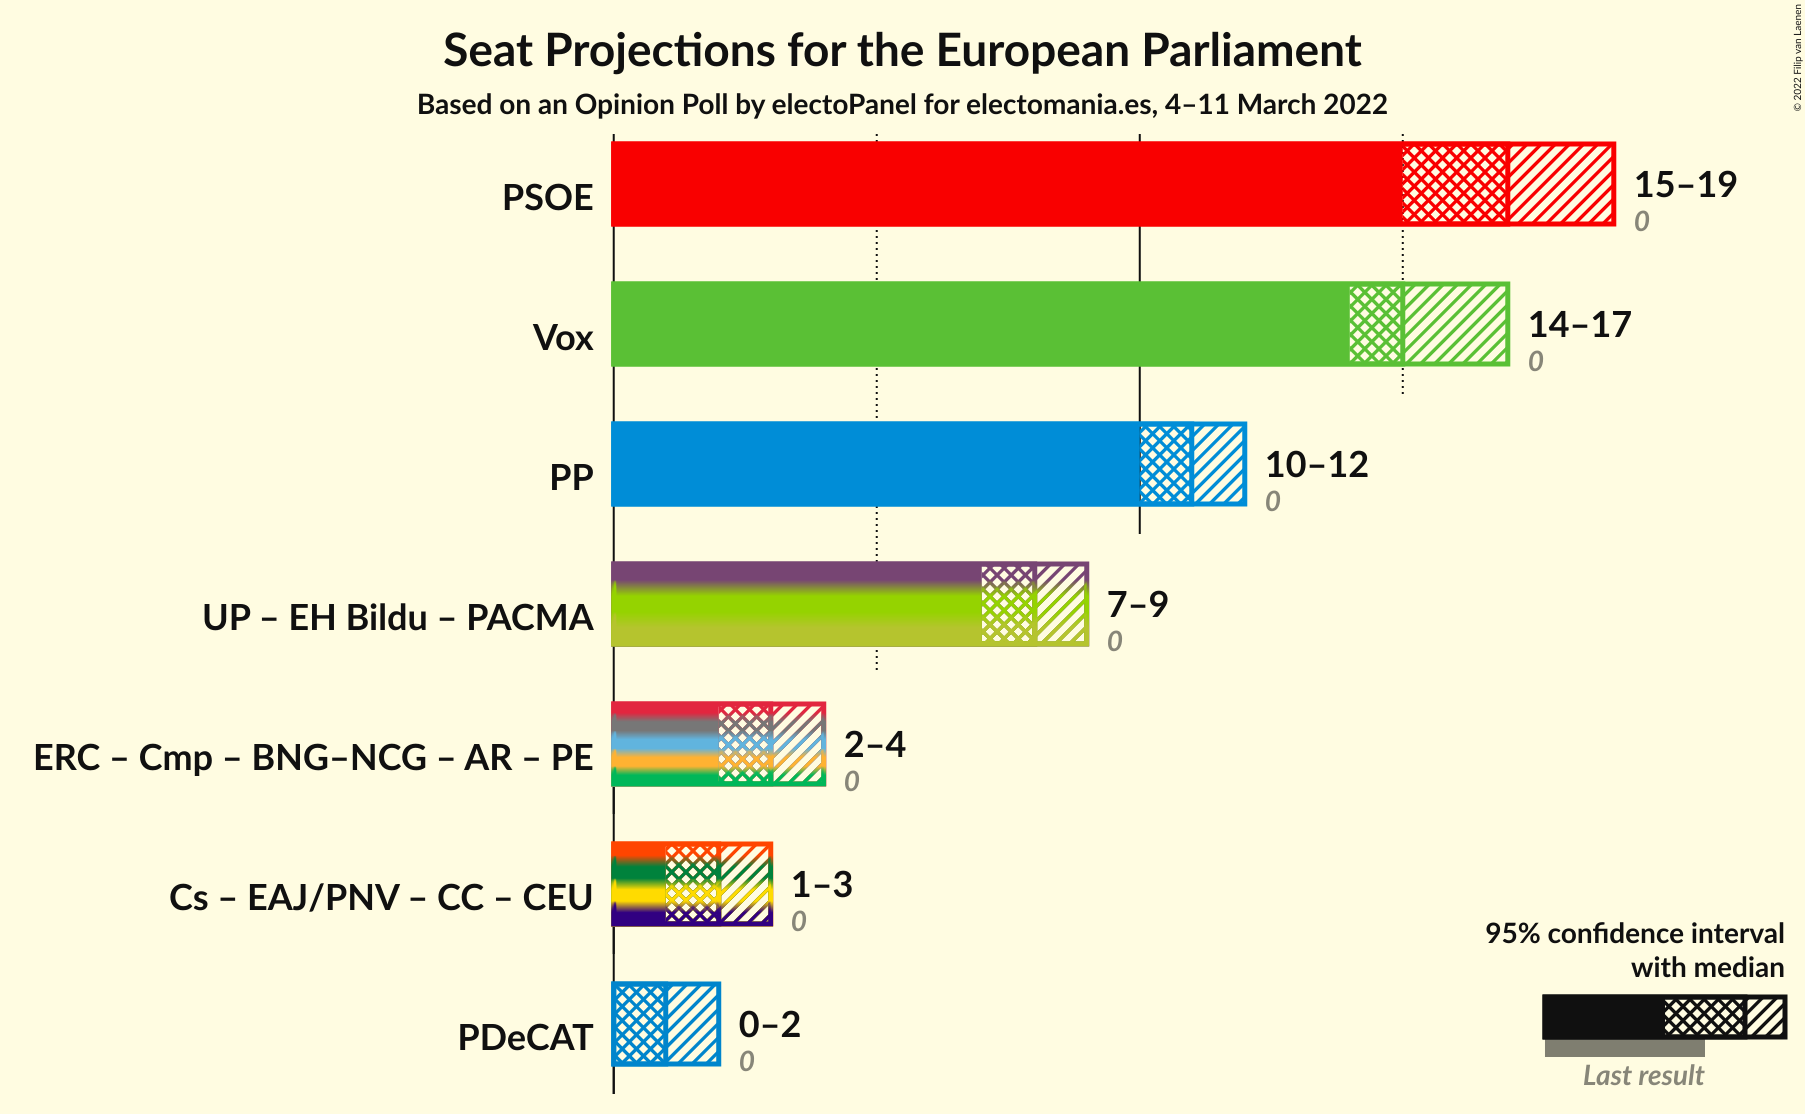 Seat Projections for the European Parliament
Based on an Opinion Poll by electoPanel for electomania.es, 4–11 March 2022
© 2022 Filip van Laenen
PSOE
15–19
0
Vox
14–17
0
PP
10–12
0
UP – EH Bildu – PACMA
7–9
0
ERC – Cmp – BNG–NCG – AR – PE
2–4
0
Cs – EAJ/PNV – CC – CEU
1–3
0
PDeCAT
0–2
0
95% confidence interval
with median
Last result